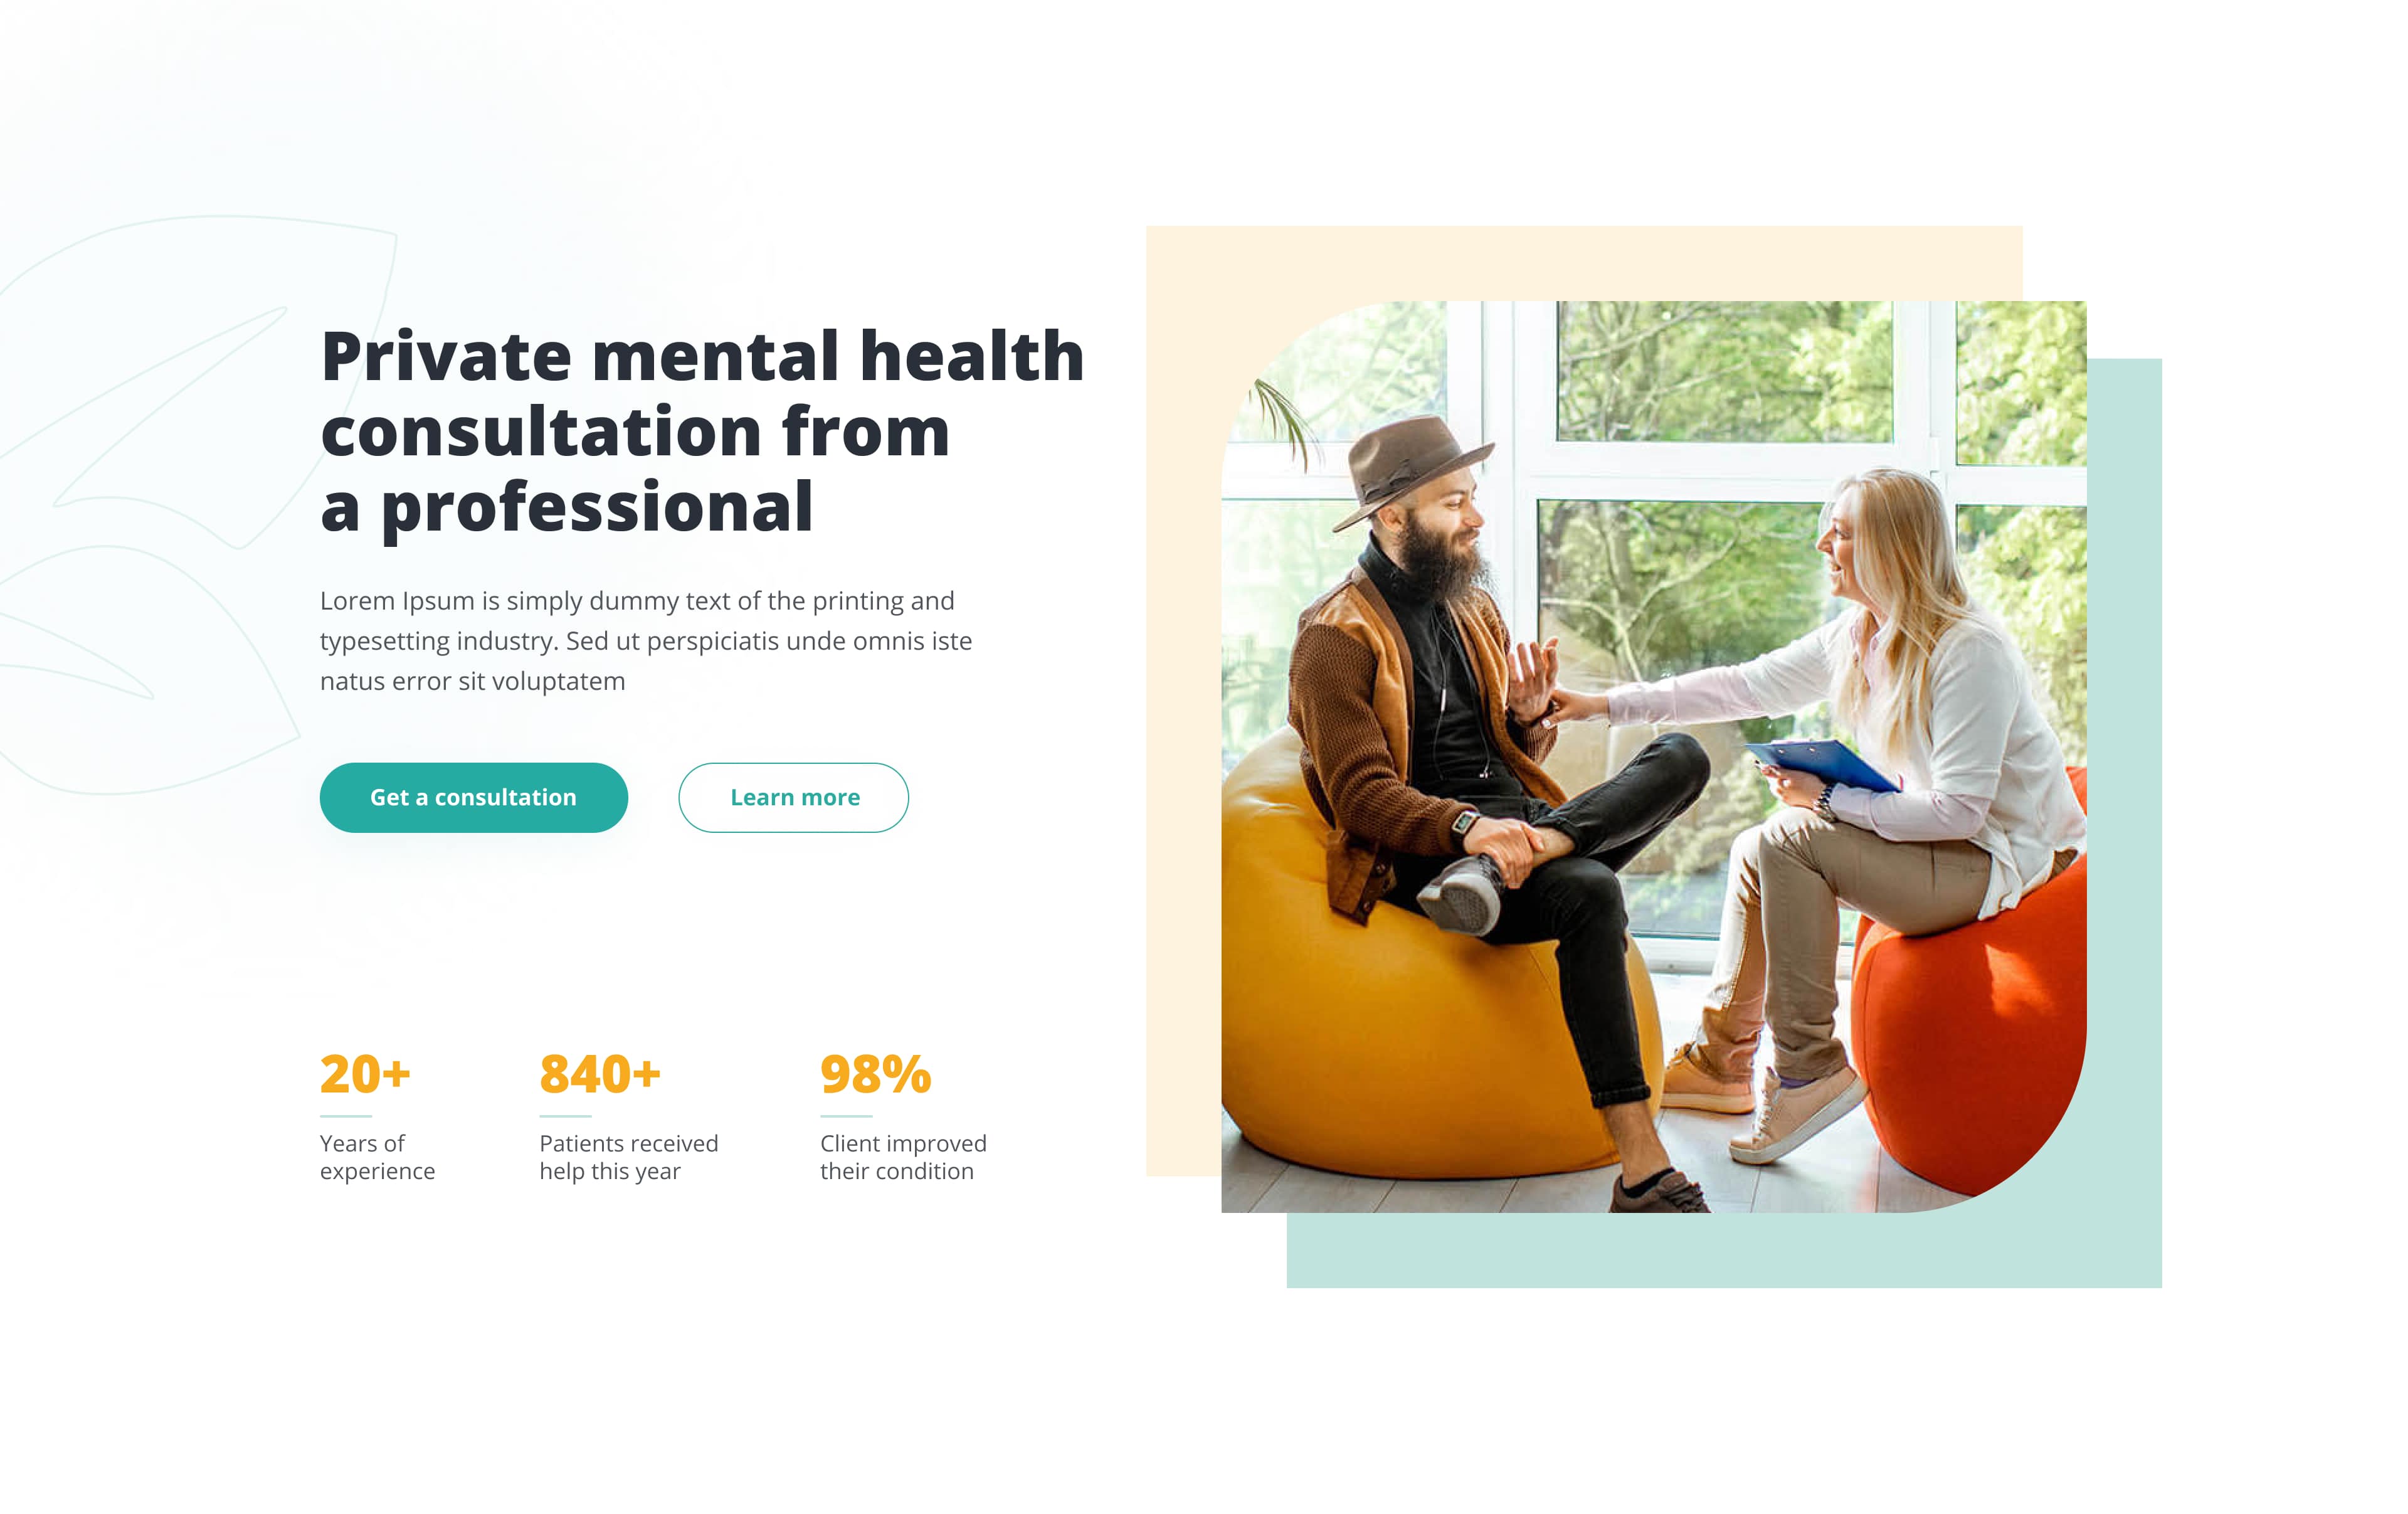 Private mental health
consultation from
a professional
Lorem Ipsum is simply dummy text of the printing and
typesetting industry. Sed ut perspiciatis unde omnis iste
natus error sit voluptatem
Get a consultation
Learn more
20+
Years of
experience
840+
Patients received
help this year
98%
Client improved
their condition